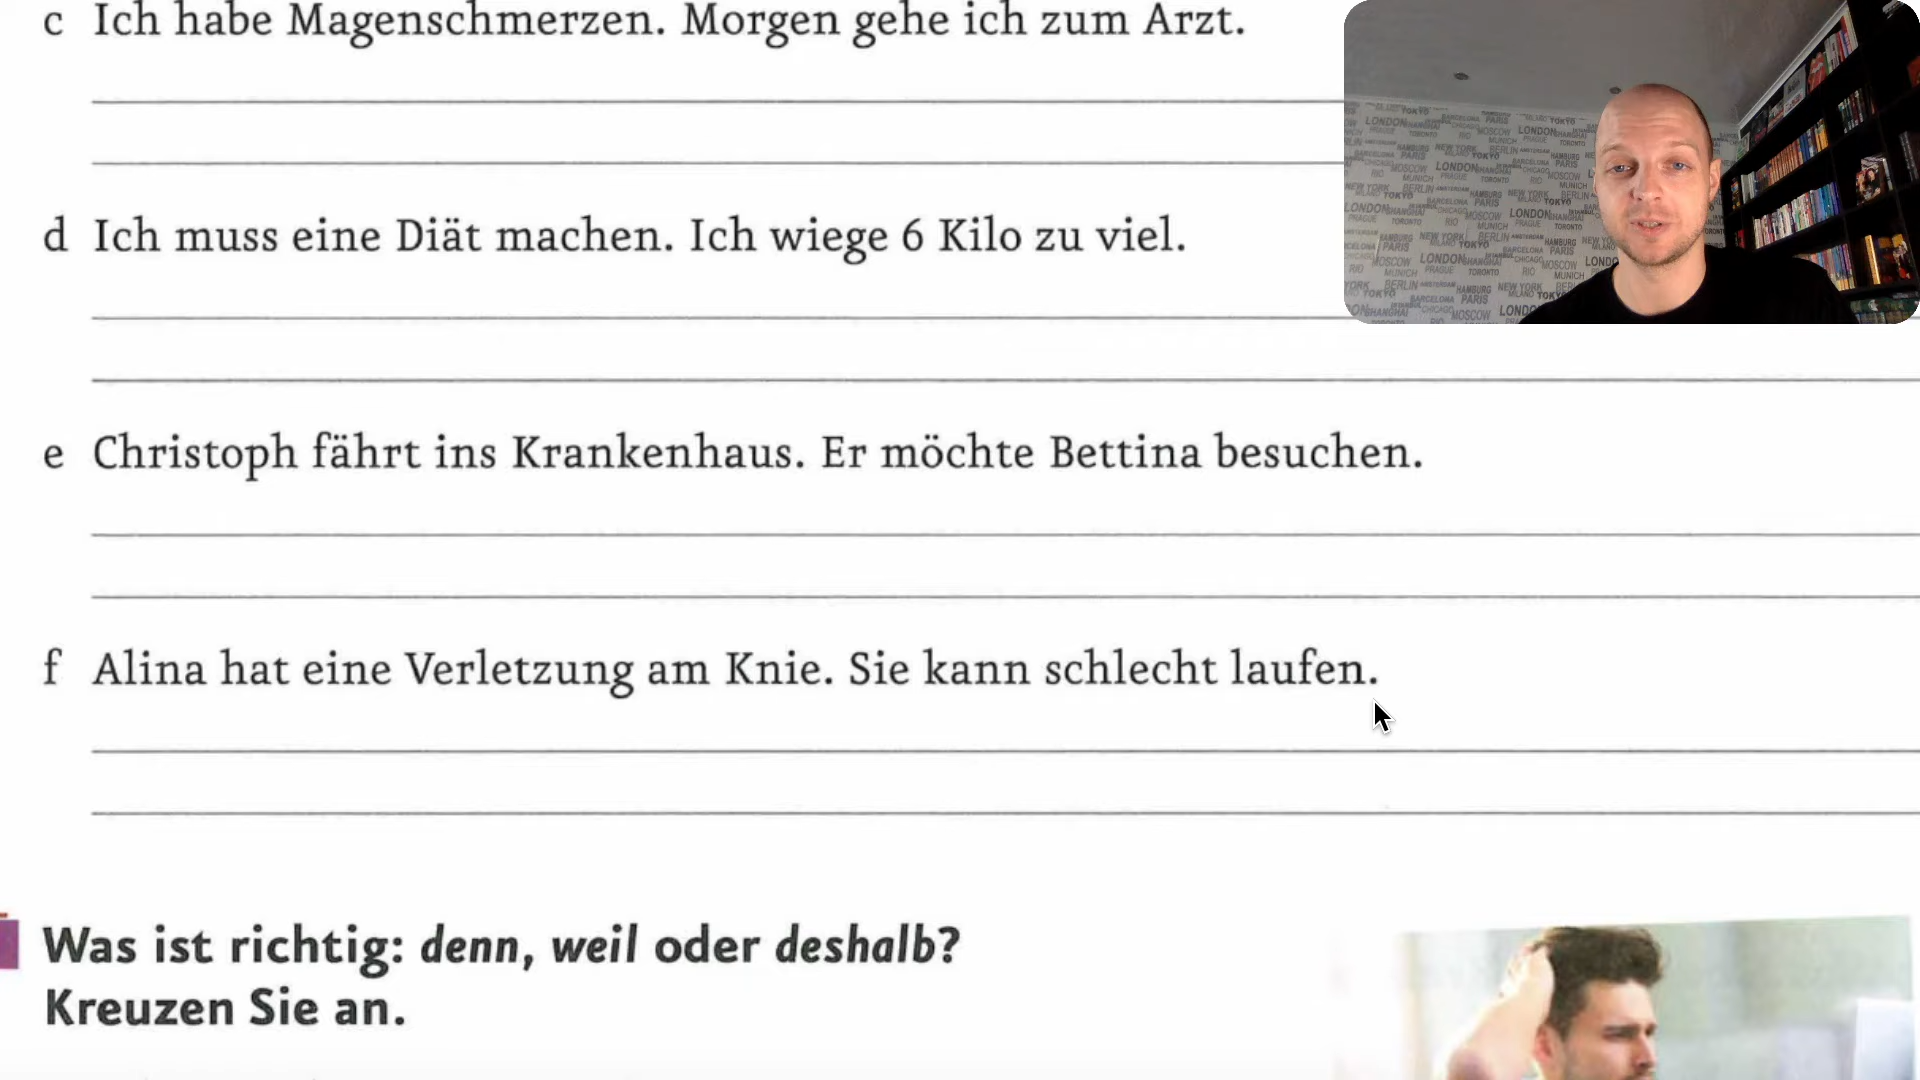 c Ich habe Magenschmerzen. Morgen gehe ich zum Arzt.
d Ich muss eine Diät machen. Ich wiege 6 Kilo zu viel.
e Christoph fährt ins Krankenhaus. Er möchte Bettina besuchen.
f Alina hat eine Verletzung am Knie. Sie kann schlecht laufen.
Was ist richtig: denn, weil oder deshalb?
Kreuzen Sie an.